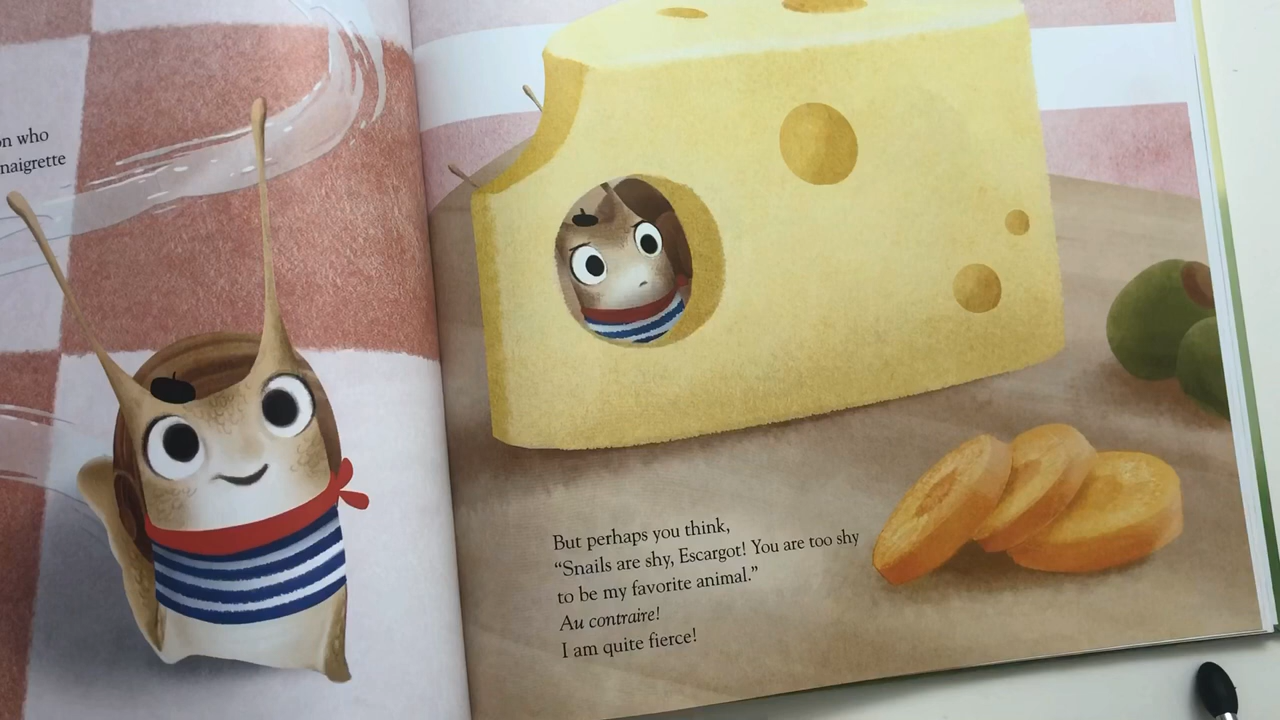 on who
naigrette
But perhaps you think,
“Snails are shy, Escargot! You are too shy
to be my favorite animal.”
Au contraire!
I am quite fierce!